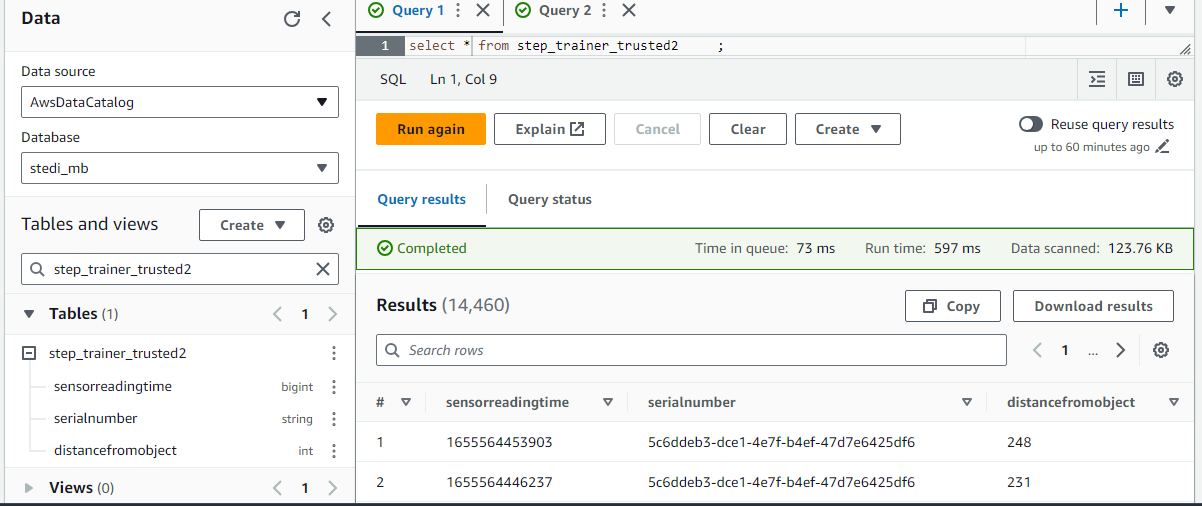 Data
Data source
AwsDataCatalog
Database
stedi_mb
Tables and views
Create
step_trainer_trusted2
Tables (1)
1
step_trainer_trusted2
sensorreadingtime bigint
serialnumber string
distancefromobject int
Views (0)
1
Query 1
Query 2
1 select * from step_trainer_trusted2 ;
SQL Ln 1, Col 9
Run again
Explain
Cancel
Clear
Create
Reuse query results
up to 60 minutes ago
Query results
Query status
Completed
Time in queue: 73 ms
Run time: 597 ms
Data scanned: 123.76 KB
Results (14,460)
Copy
Download results
Search rows
1 ...
# sensorreadingtime serialnumber distancefromobject
1 1655564453903 5c6ddeb3-dce1-4e7f-b4ef-47d7e6425df6 248
2 1655564446237 5c6ddeb3-dce1-4e7f-b4ef-47d7e6425df6 231